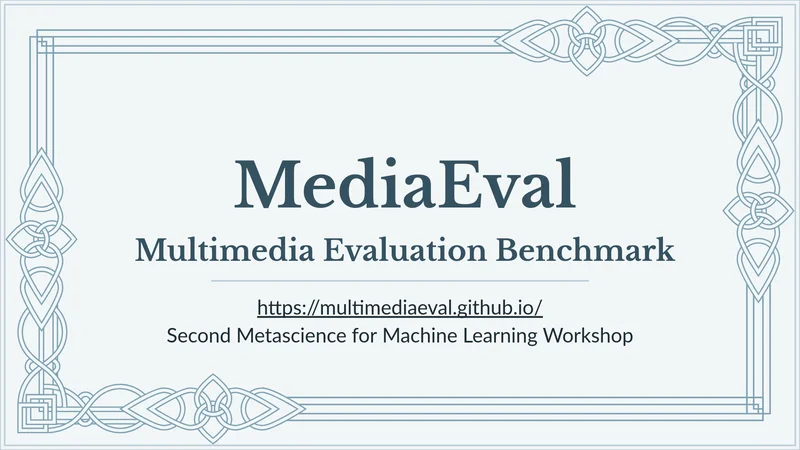 MediaEval
Multimedia Evaluation Benchmark
https://multimediaeval.github.io/
Second Metascience for Machine Learning Workshop